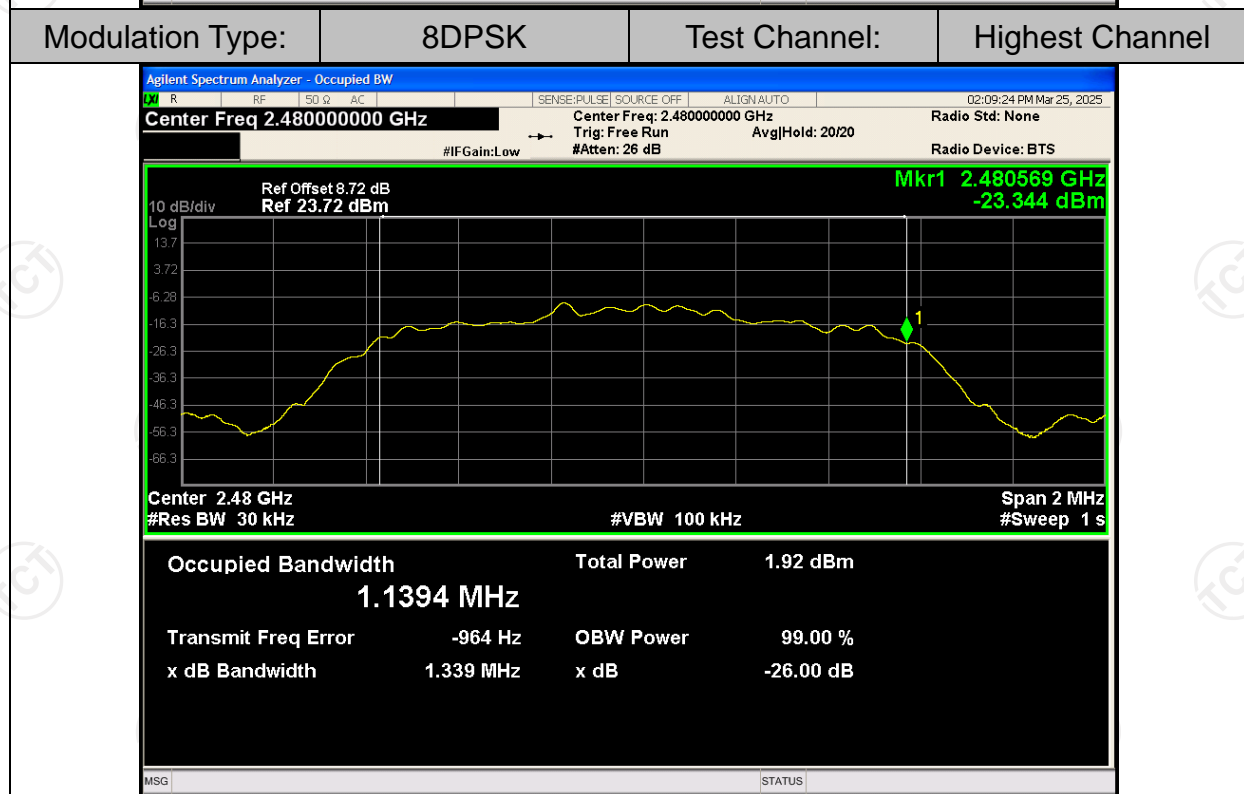 Modulation Type: 8DPSK Test Channel: Highest Channel
Agilent Spectrum Analyzer - Occupied BW
LXI R RF 50 Ω AC SENSE:PULSE SOURCE OFF ALIGN AUTO 02:09:24 PM Mar 25, 2025
Center Freq 2.480000000 GHz Center Freq: 2.480000000 GHz Radio Std: None
Trig: Free Run Avg|Hold: 20/20
#IFGain:Low #Atten: 26 dB Radio Device: BTS
Mkr1 2.480569 GHz
-23.344 dBm
Ref Offset 8.72 dB
10 dB/div Ref 23.72 dBm
Log
13.7
3.72
-6.28
-16.3
1
-26.3
-36.3
-46.3
-56.3
-66.3
Center 2.48 GHz Span 2 MHz
#Res BW 30 kHz #VBW 100 kHz #Sweep 1 s
Occupied Bandwidth Total Power 1.92 dBm
1.1394 MHz
Transmit Freq Error -964 Hz OBW Power 99.00 %
x dB Bandwidth 1.339 MHz x dB -26.00 dB
MSG STATUS
TCT
TCT
TCT
TCT